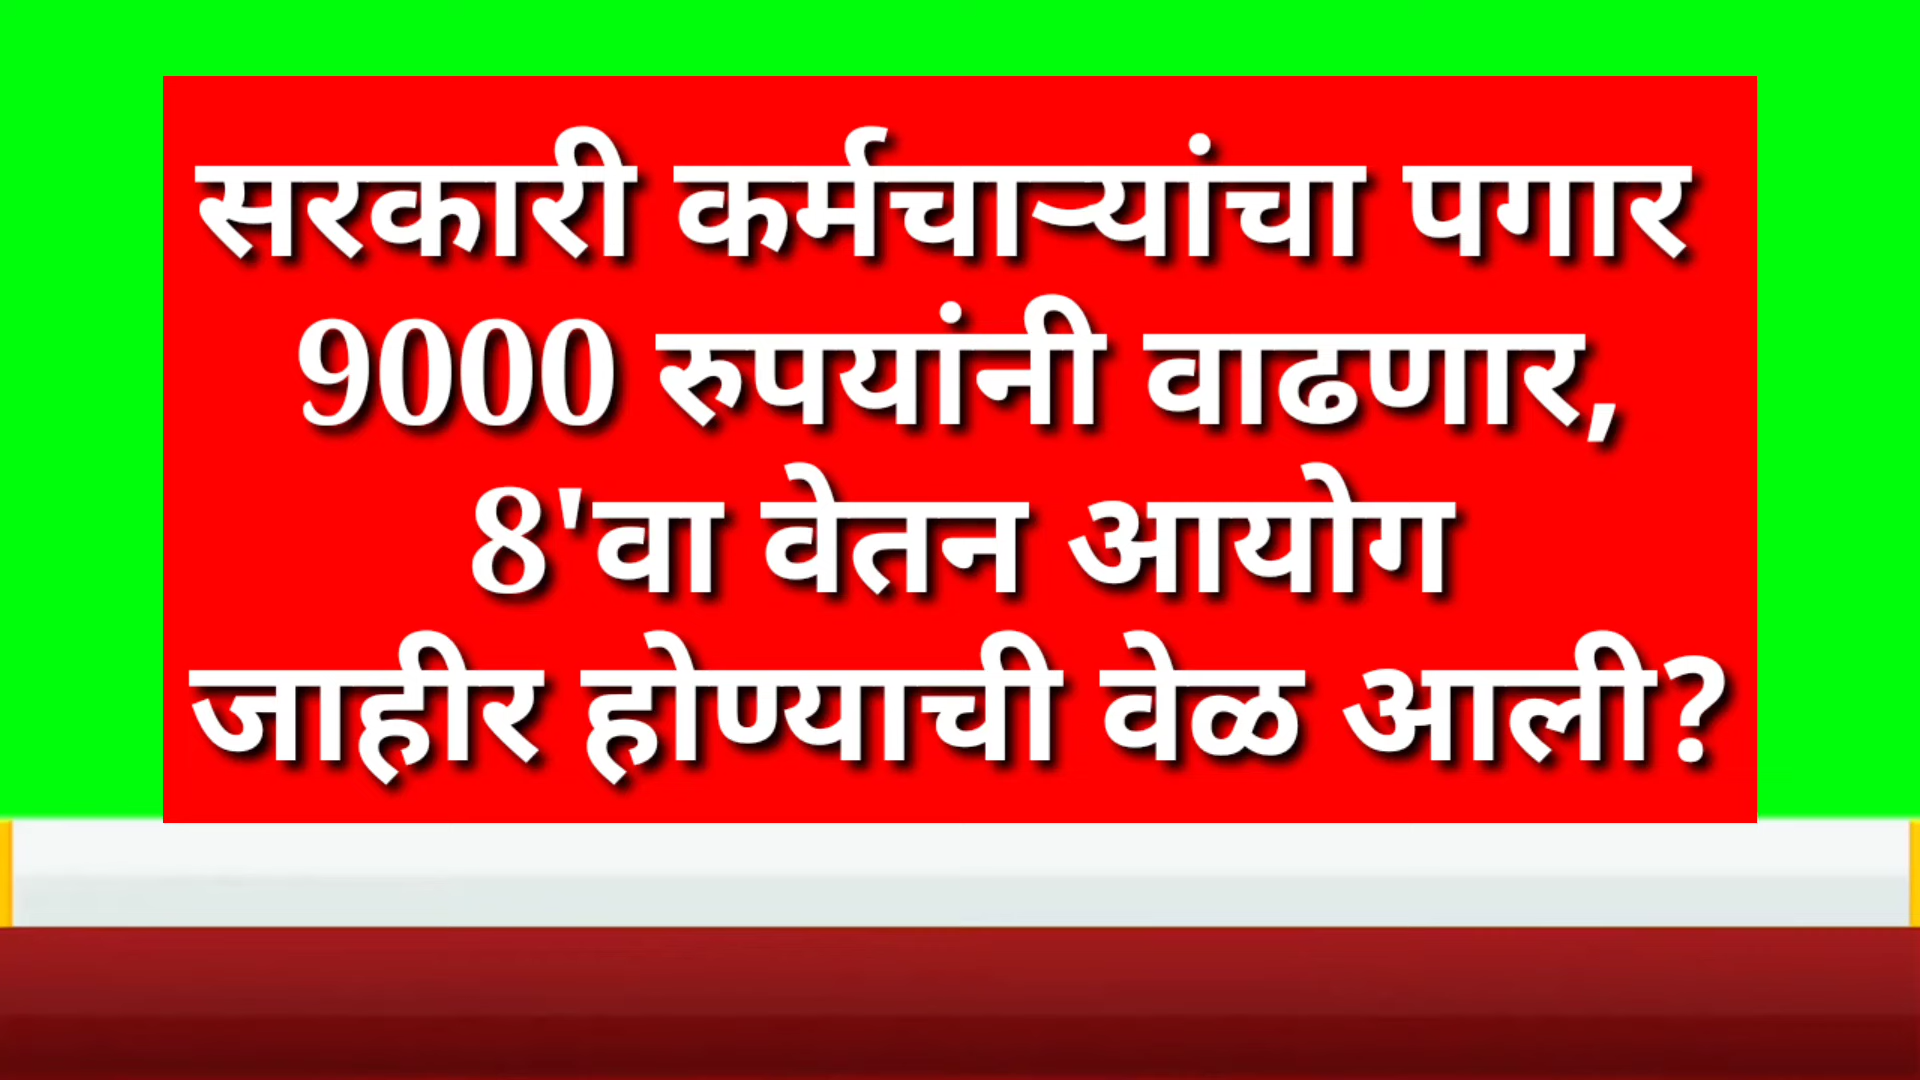 सरकारी कर्मचाऱ्यांचा पगार
9000 रुपयांनी वाढणार,
8'वा वेतन आयोग
जाहीर होण्याची वेळ आली?